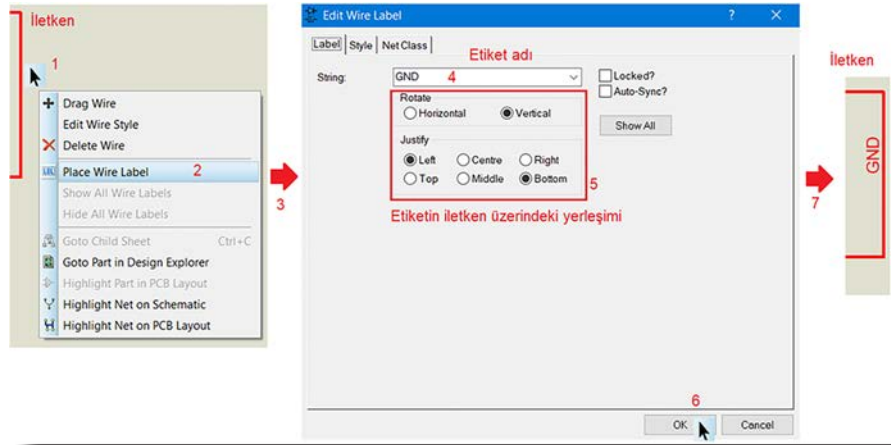 İletken
1
Drag Wire
Edit Wire Style
Delete Wire
LBL Place Wire Label 2
Show All Wire Labels
Hide All Wire Labels
Goto Child Sheet Ctrl+C
Goto Part in Design Explorer
Highlight Part in PCB Layout
Highlight Net on Schematic
Highlight Net on PCB Layout
3
Edit Wire Label ? ×
Label Style Net Class
Etiket adı
String: GND 4
Locked?
Auto-Sync?
Show All
Rotate
Horizontal Vertical
Justify
Left Centre Right
Top Middle Bottom
5
Etiketin iletken üzerindeki yerleşimi
6
OK Cancel
7
İletken
GND